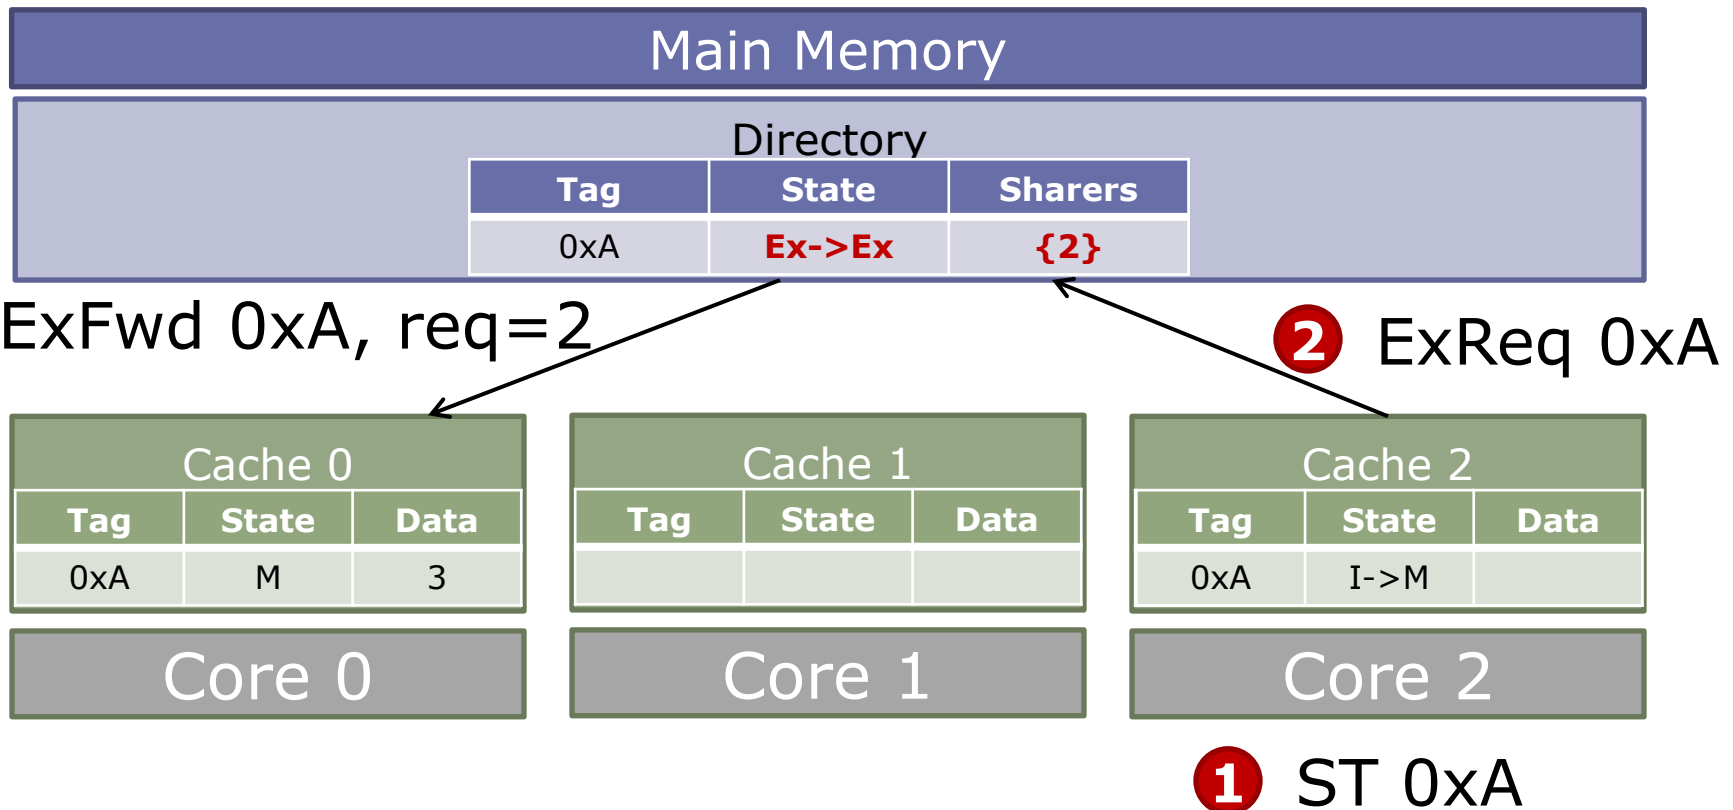 Main Memory
Directory
Tag State Sharers
0xA Ex->Ex {2}
ExFwd 0xA, req=2
2 ExReq 0xA
Cache 0
Tag State Data
0xA M 3
Cache 1
Tag State Data
Cache 2
Tag State Data
0xA I->M
Core 0
Core 1
Core 2
1 ST 0xA